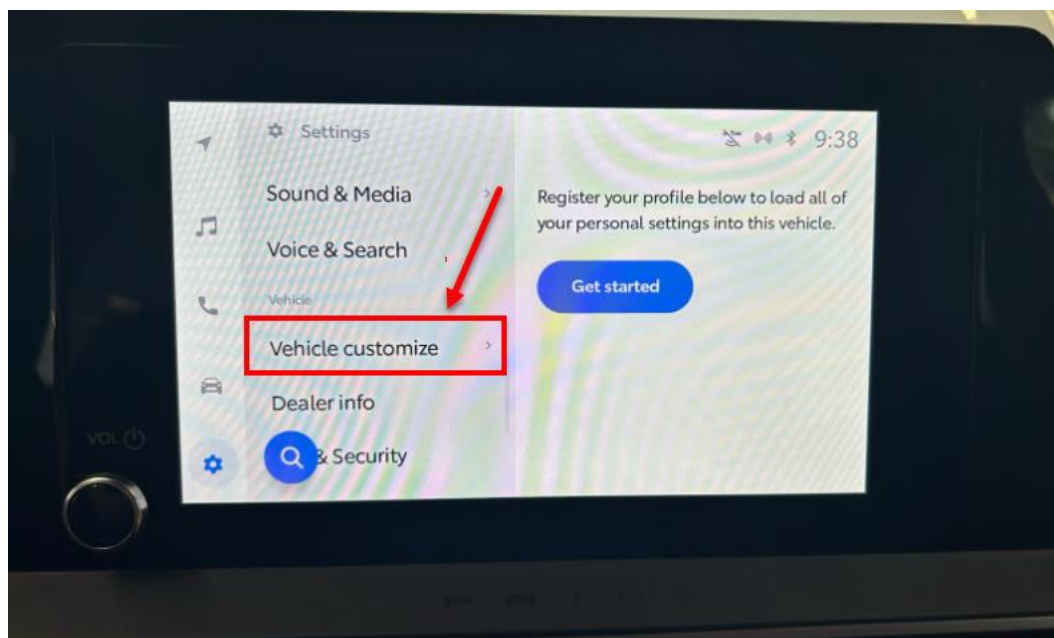 Settings
9:38
Sound & Media
Voice & Search
Vehicle
Vehicle customize
Dealer info
& Security
Register your profile below to load all of
your personal settings into this vehicle.
Get started
VOL